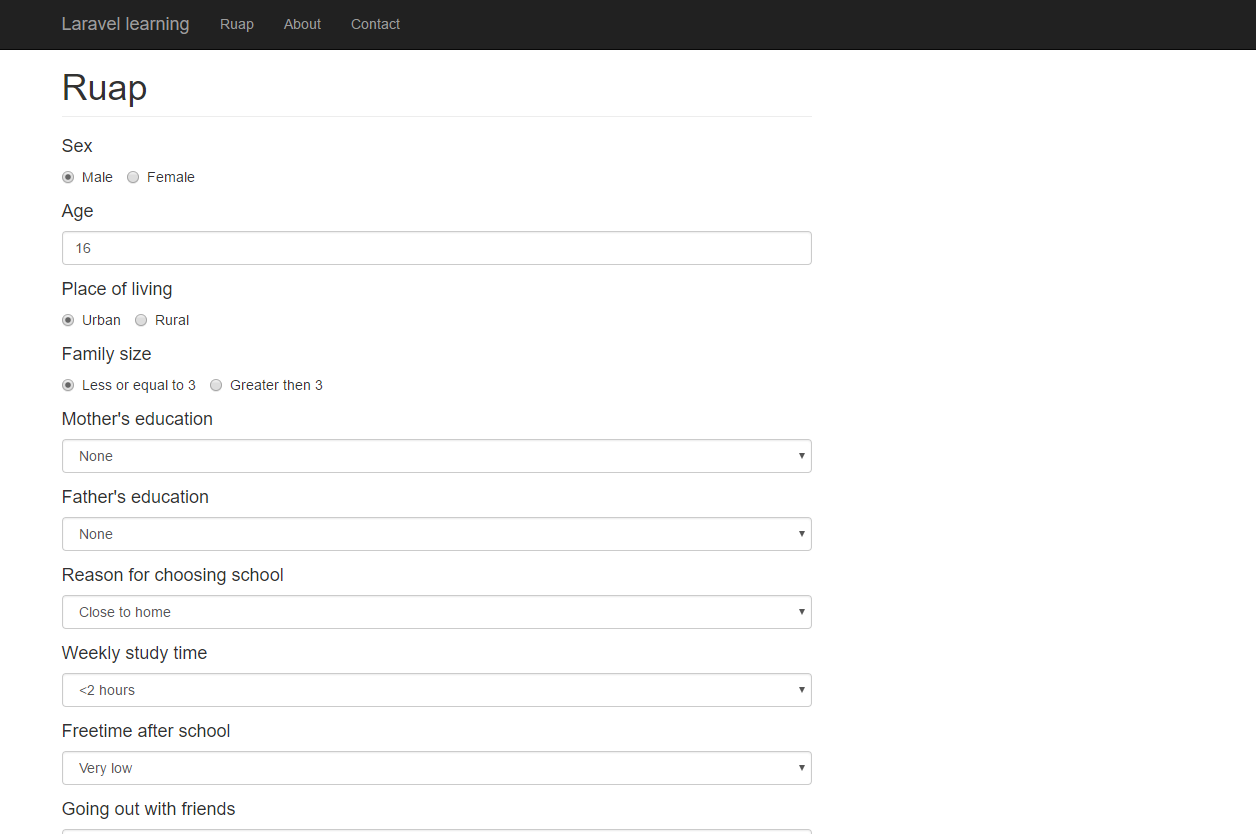 Laravel learning Ruap About Contact
Ruap
Sex
Male Female
Age
16
Place of living
Urban Rural
Family size
Less or equal to 3 Greater then 3
Mother's education
None
Father's education
None
Reason for choosing school
Close to home
Weekly study time
<2 hours
Freetime after school
Very low
Going out with friends